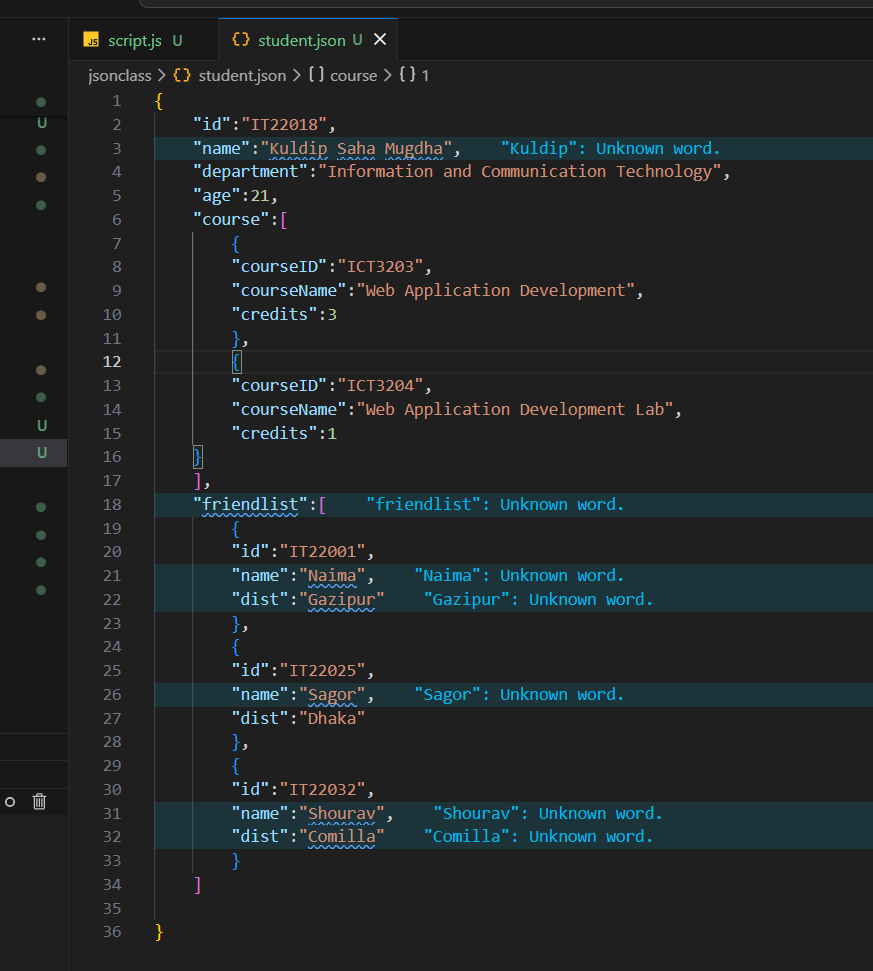 script.js U
student.json U
jsonclass > student.json > [ ] course > { } 1
1 {
2 "id":"IT22018",
3 "name":"Kuldip Saha Mugdha", "Kuldip": Unknown word.
4 "department":"Information and Communication Technology",
5 "age":21,
6 "course":[
7 {
8 "courseID":"ICT3203",
9 "courseName":"Web Application Development",
10 "credits":3
11 },
12 {
13 "courseID":"ICT3204",
14 "courseName":"Web Application Development Lab",
15 "credits":1
16 }
17 ],
18 "friendlist":[ "friendlist": Unknown word.
19 {
20 "id":"IT22001",
21 "name":"Naima", "Naima": Unknown word.
22 "dist":"Gazipur" "Gazipur": Unknown word.
23 },
24 {
25 "id":"IT22025",
26 "name":"Sagor", "Sagor": Unknown word.
27 "dist":"Dhaka"
28 },
29 {
30 "id":"IT22032",
31 "name":"Shourav", "Shourav": Unknown word.
32 "dist":"Comilla" "Comilla": Unknown word.
33 }
34 ]
35
36 }
U
U
U